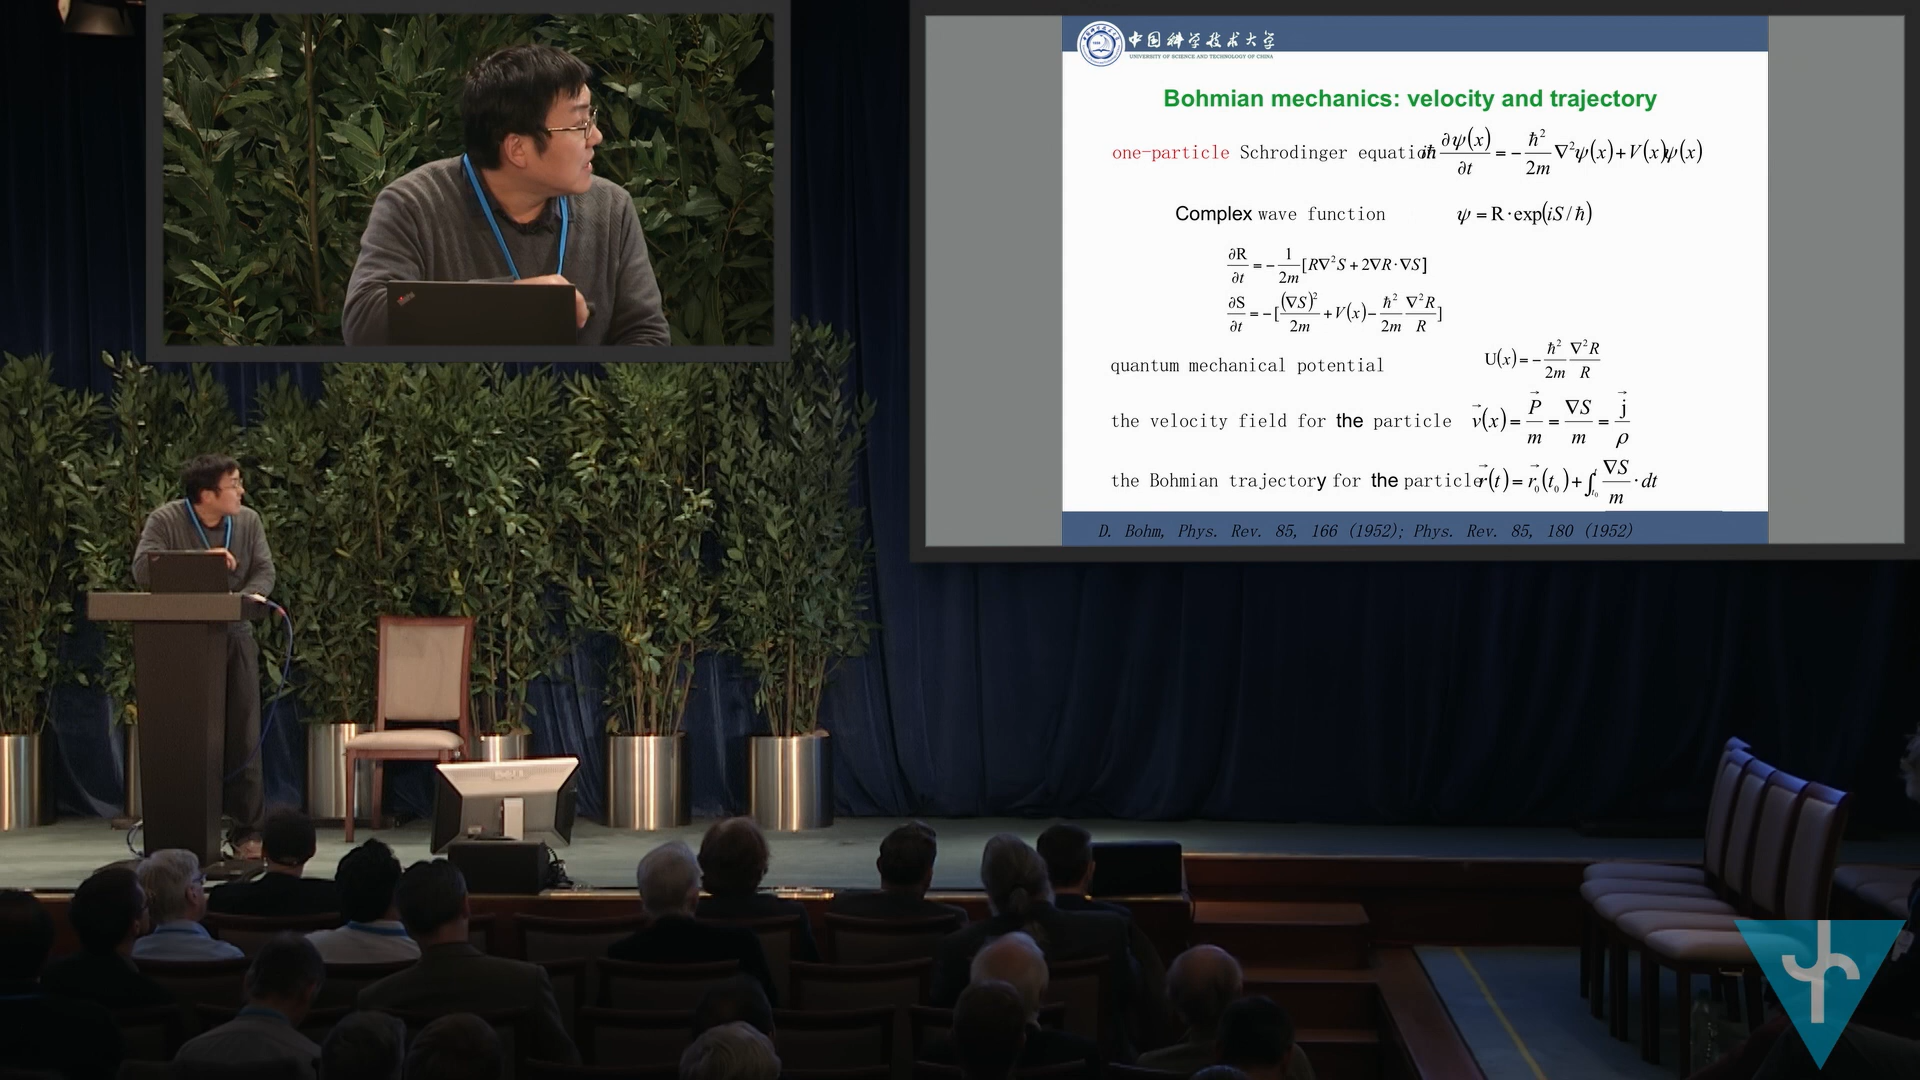 中国科学技术大学
UNIVERSITY OF SCIENCE AND TECHNOLOGY OF CHINA
Bohmian mechanics: velocity and trajectory
one-particle Schrodinger equation iħ ∂ψ(x)/∂t = -ħ²/2m ∇²ψ(x)+V(x)ψ(x)
Complex wave function ψ = R·exp(iS/ħ)
∂R/∂t = -1/2m [R∇²S + 2∇R·∇S]
∂S/∂t = -[(∇S)²/2m + V(x) - ħ²/2m ∇²R/R]
quantum mechanical potential U(x) = -ħ²/2m ∇²R/R
the velocity field for the particle v⃗(x) = P⃗/m = ∇S/m = j⃗/ρ
the Bohmian trajectory for the particle r⃗(t) = r⃗₀(t₀) + ∫ₜ₀ᵗ ∇S/m · dt
D. Bohm, Phys. Rev. 85, 166 (1952); Phys. Rev. 85, 180 (1952)